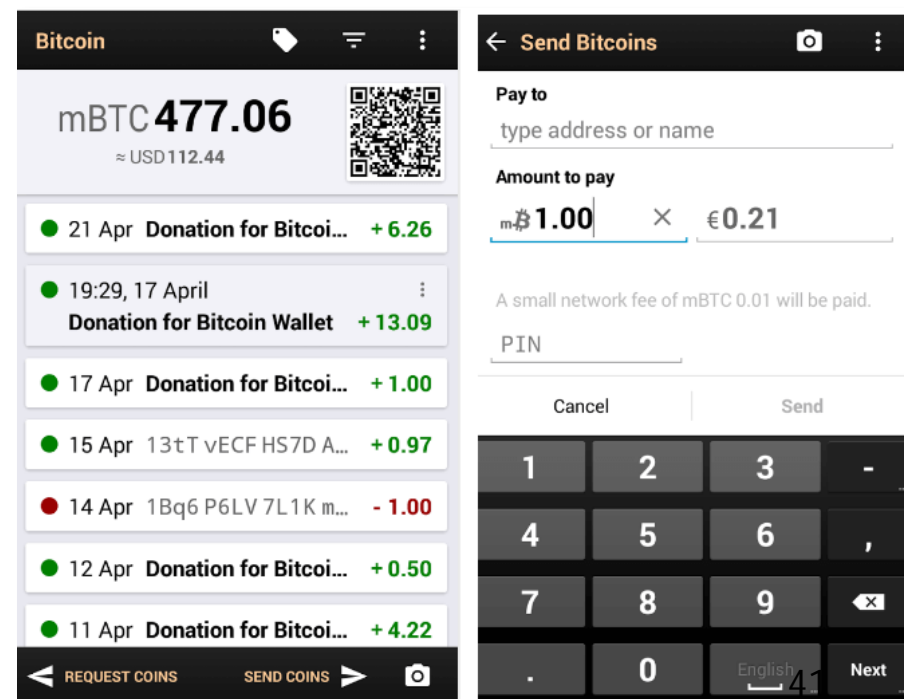 Bitcoin
mBTC 477.06
≈ USD 112.44
21 Apr Donation for Bitcoi... + 6.26
19:29, 17 April
Donation for Bitcoin Wallet + 13.09
17 Apr Donation for Bitcoi... + 1.00
15 Apr 13tT vECF HS7D A... + 0.97
14 Apr 1Bq6 P6LV 7L1K m... - 1.00
12 Apr Donation for Bitcoi... + 0.50
11 Apr Donation for Bitcoi... + 4.22
REQUEST COINS SEND COINS
Send Bitcoins
Pay to
type address or name
Amount to pay
m₿ 1.00 € 0.21
A small network fee of mBTC 0.01 will be paid.
PIN
Cancel Send
1 2 3 -
4 5 6 ,
7 8 9
. 0 English Next
41